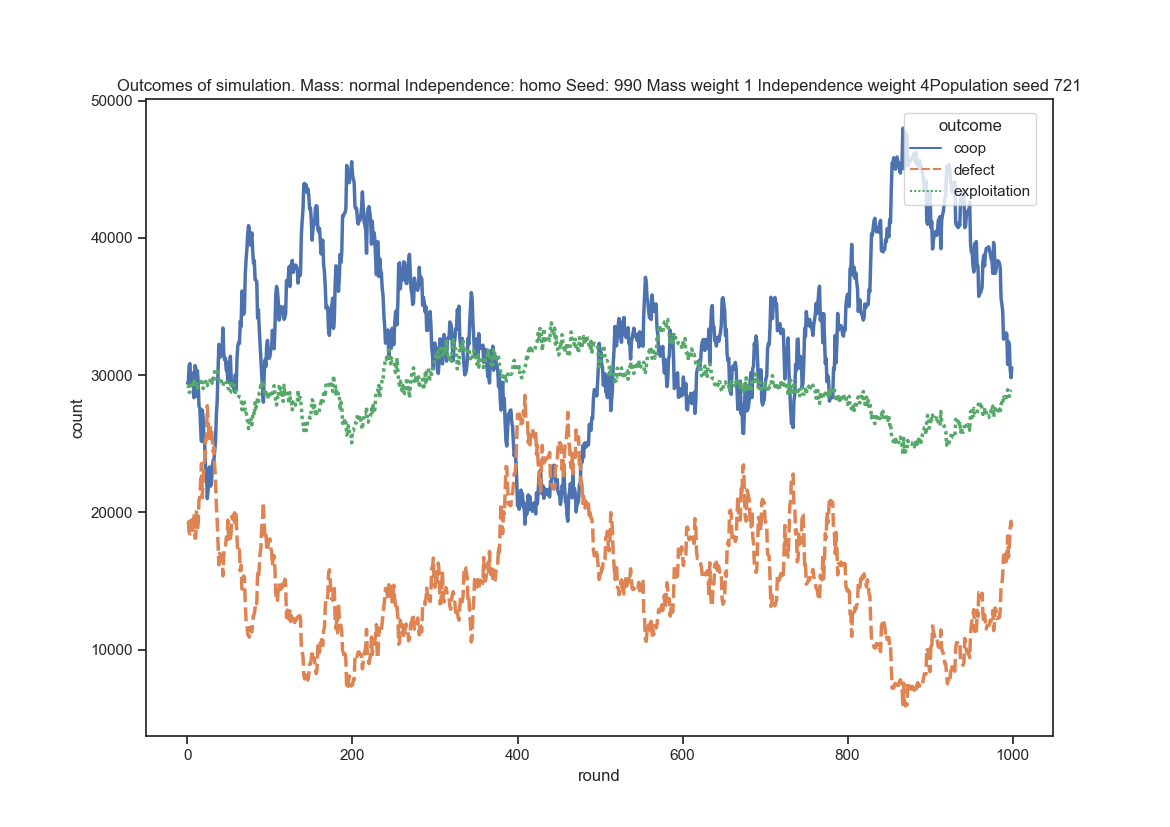 Outcomes of simulation. Mass: normal Independence: homo Seed: 990 Mass weight 1 Independence weight 4Population seed 721
50000
40000
30000
20000
10000
count
outcome
coop
defect
exploitation
0 200 400 600 800 1000
round